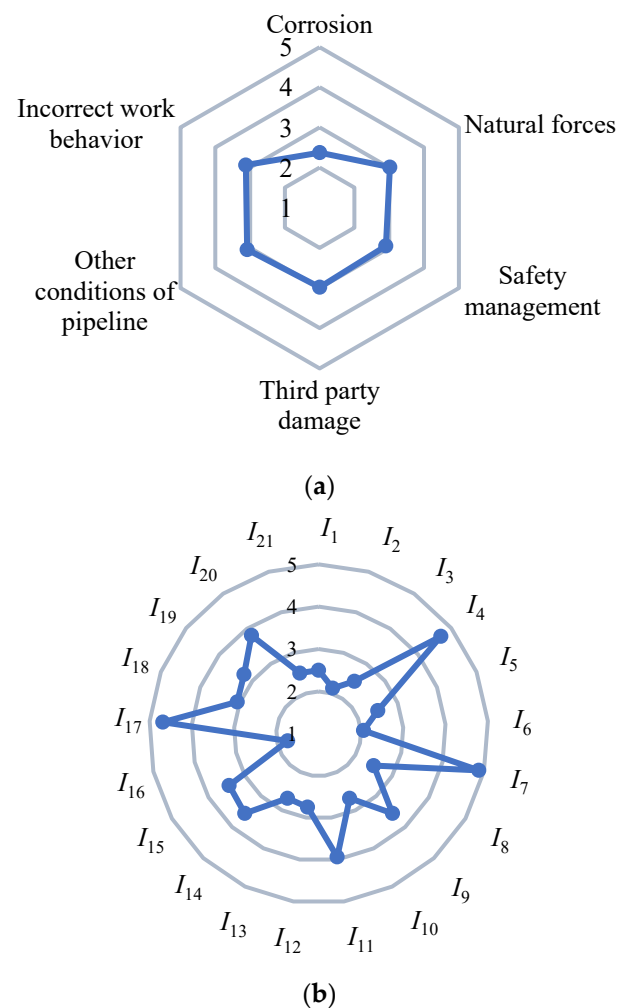 Corrosion
5
4
3
2
1
Incorrect work
behavior
Natural forces
Other
conditions of
pipeline
Safety
management
Third party
damage
(a)
I₁
I₂
I₃
I₄
I₅
I₆
I₇
I₈
I₉
I₁₀
I₁₁
I₁₂
I₁₃
I₁₄
I₁₅
I₁₆
I₁₇
I₁₈
I₁₉
I₂₀
I₂₁
5
4
3
2
1
(b)